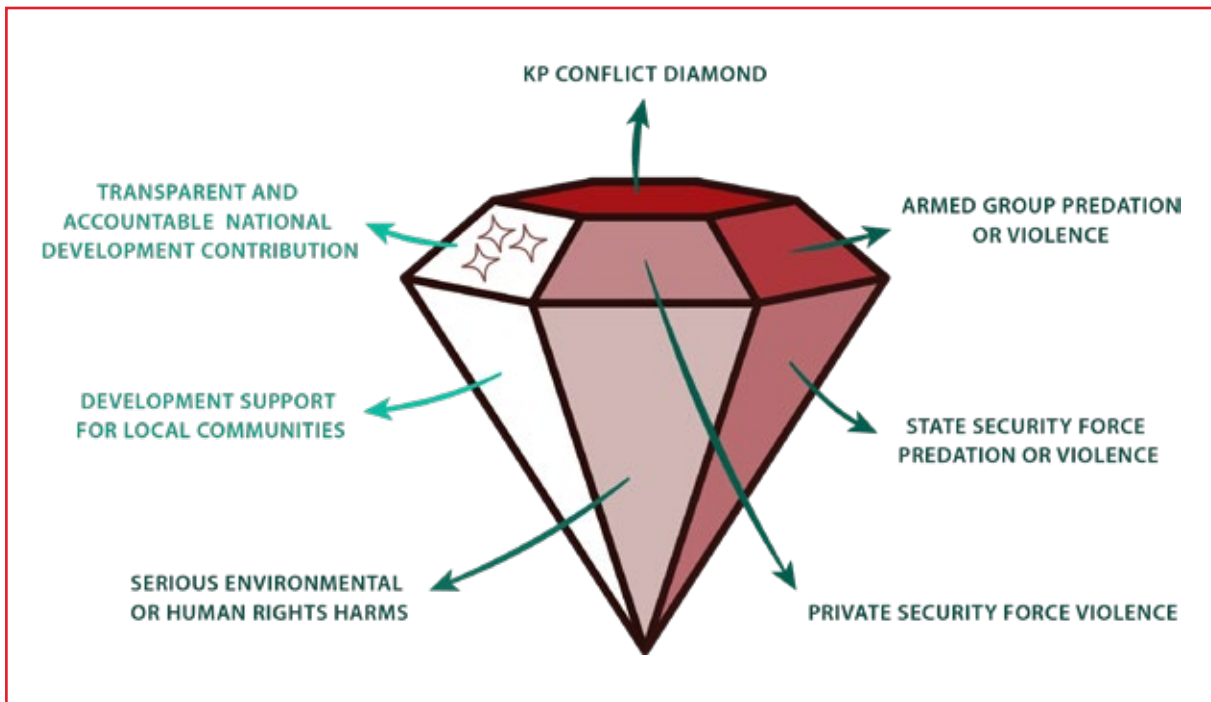 KP CONFLICT DIAMOND
TRANSPARENT AND
ACCOUNTABLE NATIONAL
DEVELOPMENT CONTRIBUTION
ARMED GROUP PREDATION
OR VIOLENCE
DEVELOPMENT SUPPORT
FOR LOCAL COMMUNITIES
STATE SECURITY FORCE
PREDATION OR VIOLENCE
SERIOUS ENVIRONMENTAL
OR HUMAN RIGHTS HARMS
PRIVATE SECURITY FORCE VIOLENCE